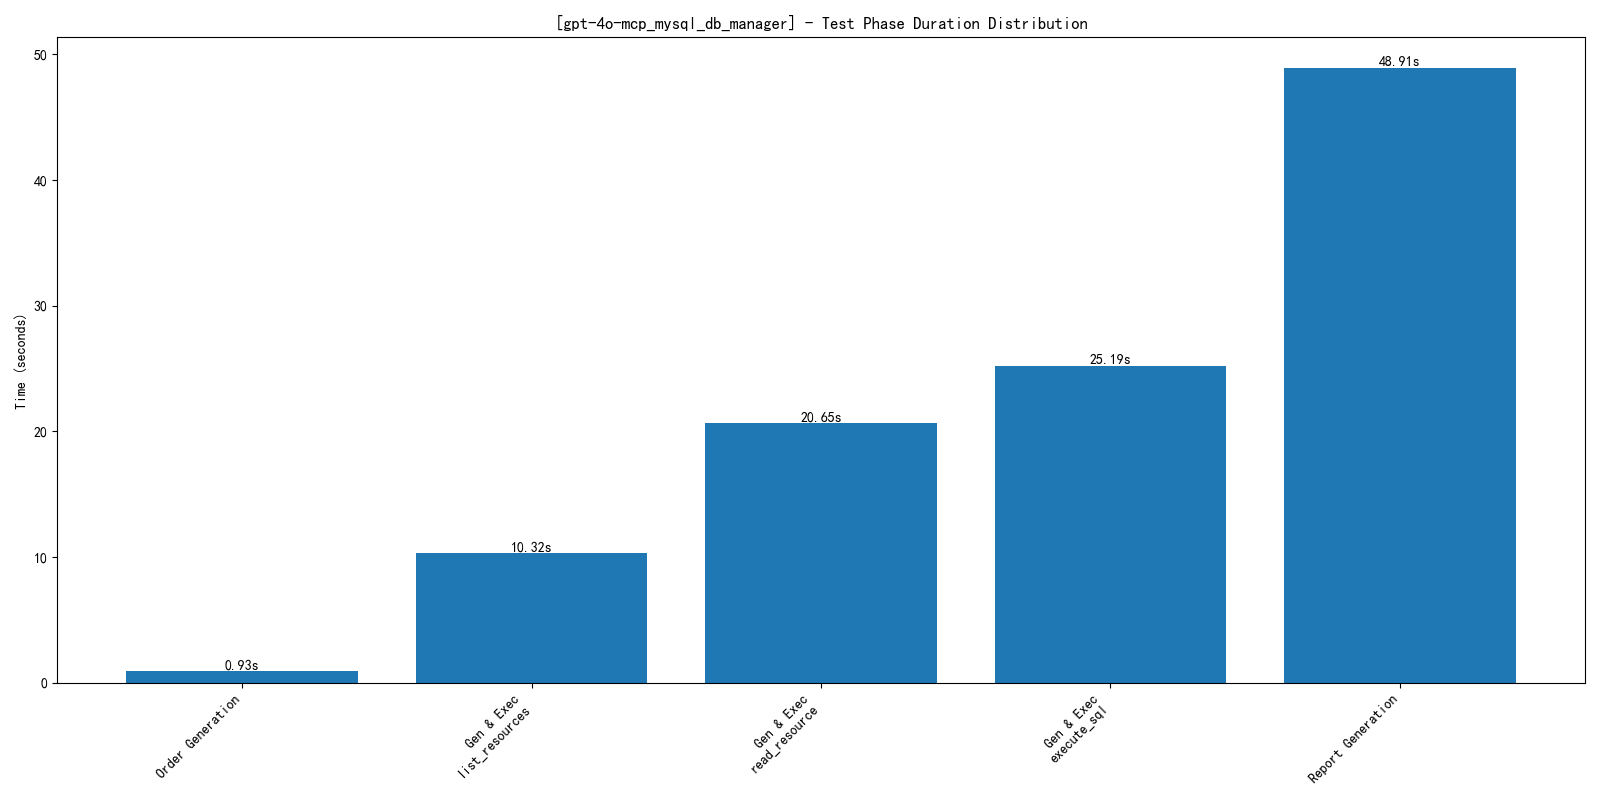 [gpt-4o-mcp_mysql_db_manager] - Test Phase Duration Distribution
Time (seconds)
50
40
30
20
10
0
0.93s
10.32s
20.65s
25.19s
48.91s
Order Generation
Gen & Exec
list_resources
Gen & Exec
read_resource
Gen & Exec
execute_sql
Report Generation